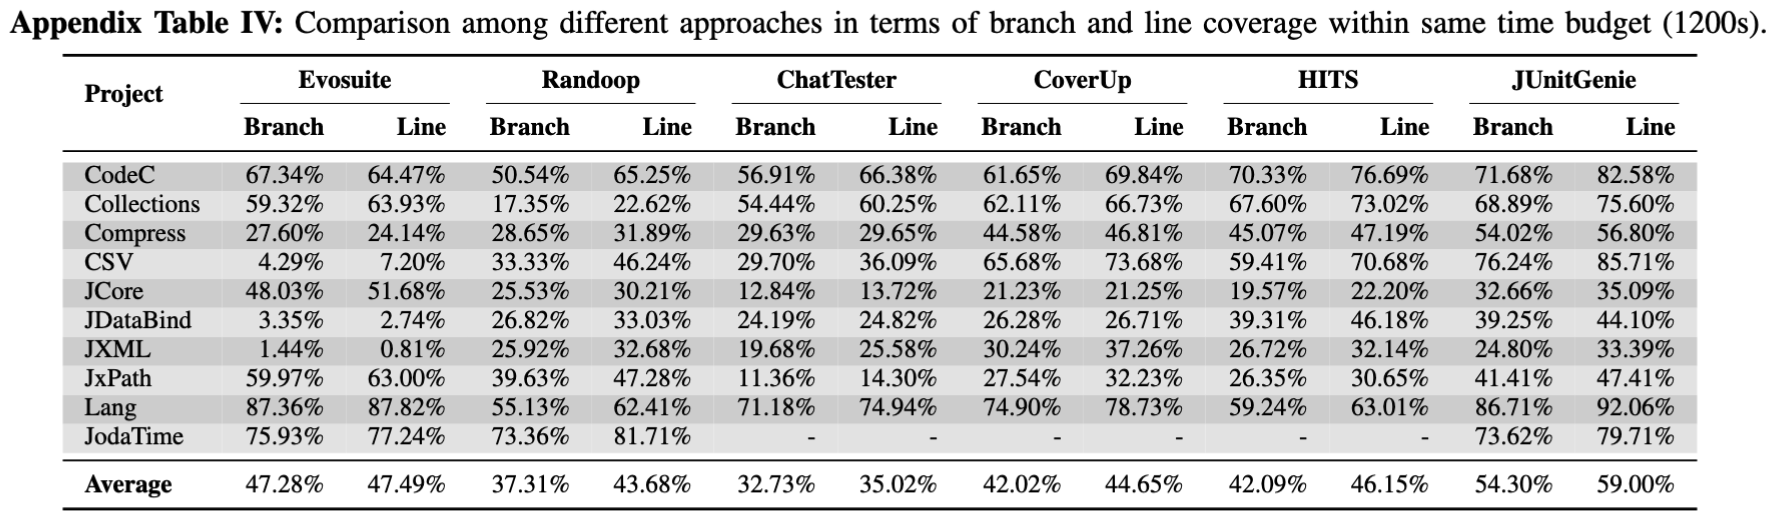 Appendix Table IV: Comparison among different approaches in terms of branch and line coverage within same time budget (1200s).
Project Evosuite Randoop ChatTester CoverUp HITS JUnitGenie
Branch Line Branch Line Branch Line Branch Line Branch Line Branch Line
CodeC 67.34% 64.47% 50.54% 65.25% 56.91% 66.38% 61.65% 69.84% 70.33% 76.69% 71.68% 82.58%
Collections 59.32% 63.93% 17.35% 22.62% 54.44% 60.25% 62.11% 66.73% 67.60% 73.02% 68.89% 75.60%
Compress 27.60% 24.14% 28.65% 31.89% 29.63% 29.65% 44.58% 46.81% 45.07% 47.19% 54.02% 56.80%
CSV 4.29% 7.20% 33.33% 46.24% 29.70% 36.09% 65.68% 73.68% 59.41% 70.68% 76.24% 85.71%
JCore 48.03% 51.68% 25.53% 30.21% 12.84% 13.72% 21.23% 21.25% 19.57% 22.20% 32.66% 35.09%
JDataBind 3.35% 2.74% 26.82% 33.03% 24.19% 24.82% 26.28% 26.71% 39.31% 46.18% 39.25% 44.10%
JXML 1.44% 0.81% 25.92% 32.68% 19.68% 25.58% 30.24% 37.26% 26.72% 32.14% 24.80% 33.39%
JxPath 59.97% 63.00% 39.63% 47.28% 11.36% 14.30% 27.54% 32.23% 26.35% 30.65% 41.41% 47.41%
Lang 87.36% 87.82% 55.13% 62.41% 71.18% 74.94% 74.90% 78.73% 59.24% 63.01% 86.71% 92.06%
JodaTime 75.93% 77.24% 73.36% 81.71% - - - - - - 73.62% 79.71%
Average 47.28% 47.49% 37.31% 43.68% 32.73% 35.02% 42.02% 44.65% 42.09% 46.15% 54.30% 59.00%